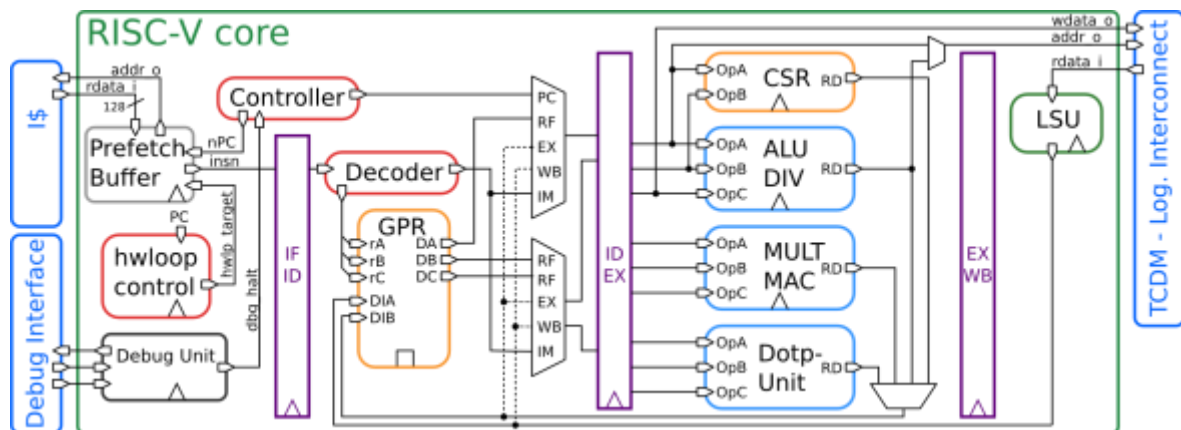 RISC-V core
I$
addr_o
rdata_i
128
Prefetch
Buffer
nPC
insn
Controller
Decoder
PC
hwloop
control
hwlp_target
dbg_halt
Debug Interface
Debug Unit
IF
ID
GPR
rA
rB
rC
DA
DB
DC
DIA
DIB
PC
RF
EX
WB
IM
RF
RF
EX
WB
IM
ID
EX
OpA
OpB
CSR
RD
OpA
OpB
OpC
ALU
DIV
RD
OpA
OpB
OpC
MULT
MAC
RD
OpA
OpB
OpC
Dotp-
Unit
RD
EX
WB
wdata_o
addr_o
rdata_i
LSU
TCDM - Log. Interconnect